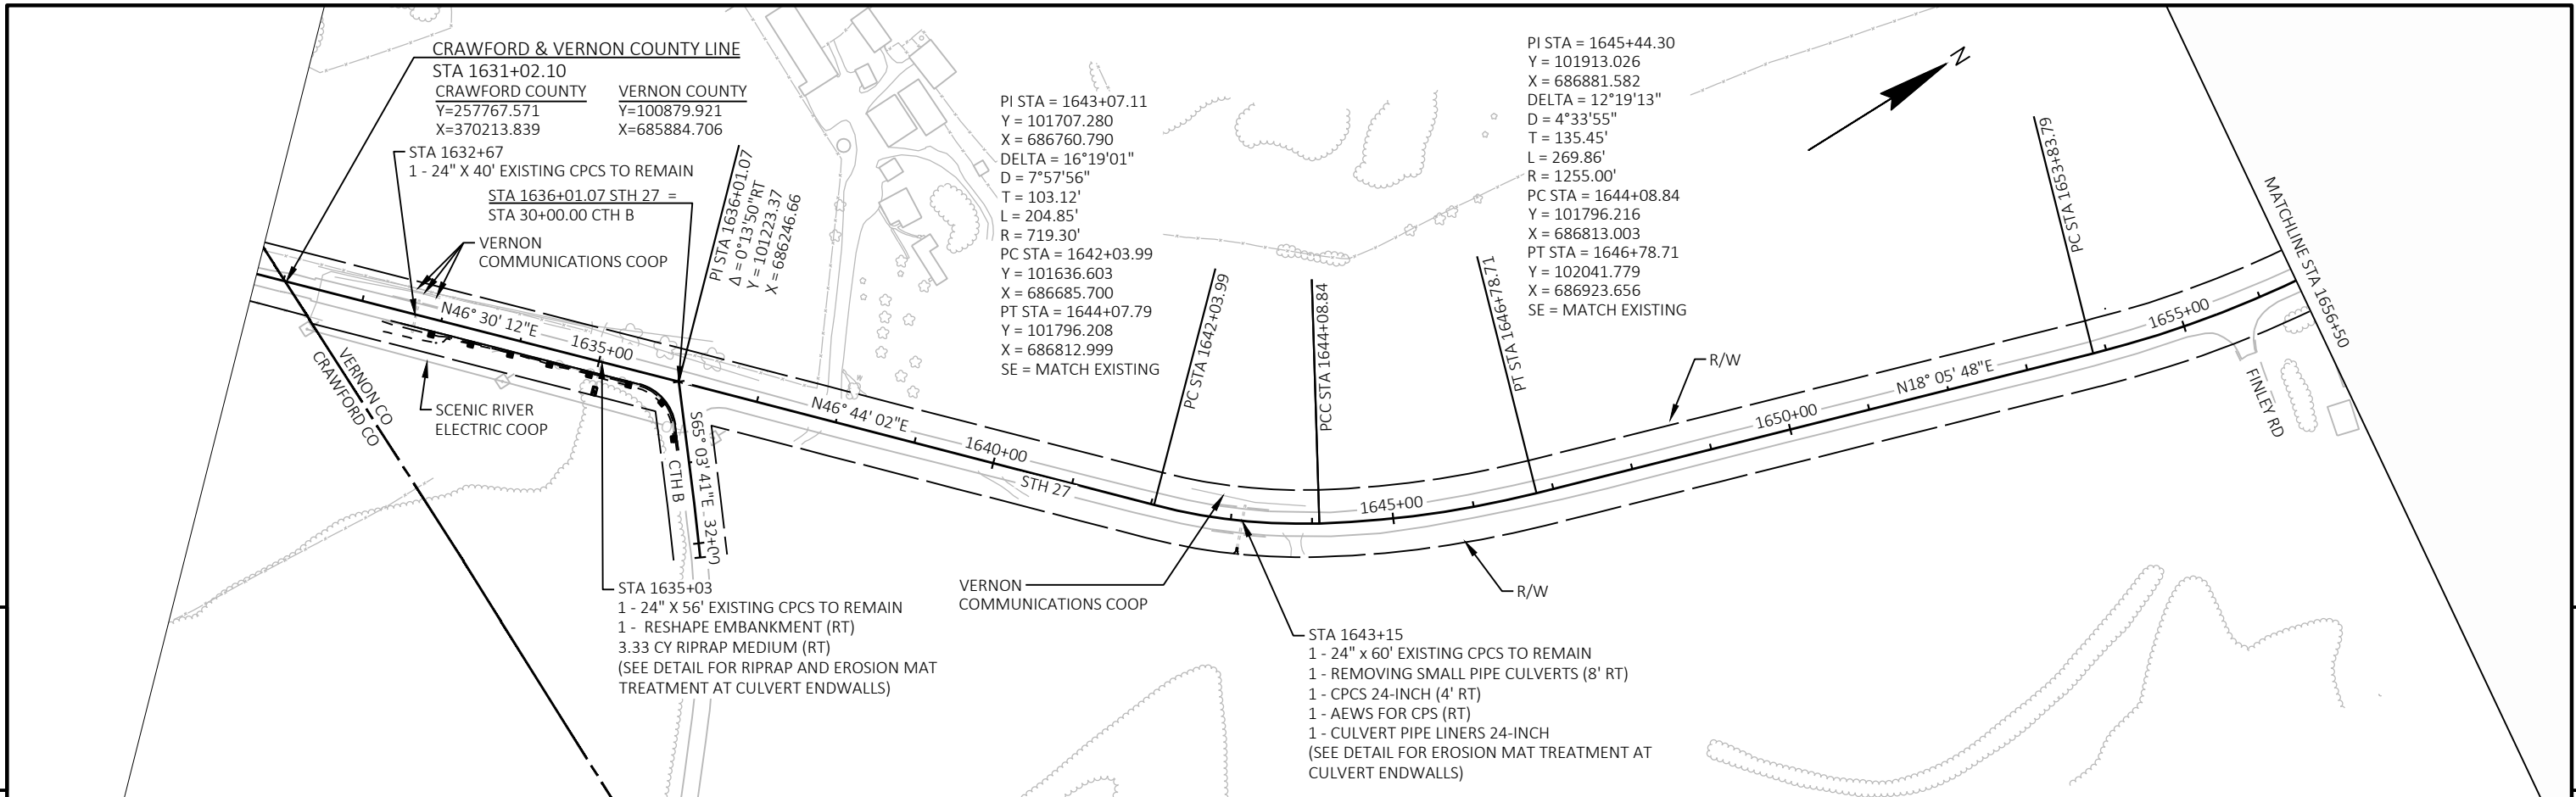 CRAWFORD & VERNON COUNTY LINE
STA 1631+02.10
CRAWFORD COUNTY
Y=257767.571
X=370213.839
VERNON COUNTY
Y=100879.921
X=685884.706
STA 1632+67
1 - 24" X 40' EXISTING CPCS TO REMAIN
STA 1636+01.07 STH 27 =
STA 30+00.00 CTH B
VERNON
COMMUNICATIONS COOP
PI STA 1636+01.07
Δ = 0°13'50"RT
Y = 101223.37
X = 686246.66
N46° 30' 12"E
1635+00
VERNON CO
CRAWFORD CO
SCENIC RIVER
ELECTRIC COOP
CTH B
S65° 03' 41"E
32+00
STA 1635+03
1 - 24" X 56' EXISTING CPCS TO REMAIN
1 - RESHAPE EMBANKMENT (RT)
3.33 CY RIPRAP MEDIUM (RT)
(SEE DETAIL FOR RIPRAP AND EROSION MAT
TREATMENT AT CULVERT ENDWALLS)
N46° 44' 02"E
1640+00
STH 27
PI STA = 1643+07.11
Y = 101707.280
X = 686760.790
DELTA = 16°19'01"
D = 7°57'56"
T = 103.12'
L = 204.85'
R = 719.30'
PC STA = 1642+03.99
Y = 101636.603
X = 686685.700
PT STA = 1644+07.79
Y = 101796.208
X = 686812.999
SE = MATCH EXISTING
PC STA 1642+03.99
PCC STA 1644+08.84
VERNON
COMMUNICATIONS COOP
STA 1643+15
1 - 24" x 60' EXISTING CPCS TO REMAIN
1 - REMOVING SMALL PIPE CULVERTS (8' RT)
1 - CPCS 24-INCH (4' RT)
1 - AEWS FOR CPS (RT)
1 - CULVERT PIPE LINERS 24-INCH
(SEE DETAIL FOR EROSION MAT TREATMENT AT
CULVERT ENDWALLS)
1645+00
PI STA = 1645+44.30
Y = 101913.026
X = 686881.582
DELTA = 12°19'13"
D = 4°33'55"
T = 135.45'
L = 269.86'
R = 1255.00'
PC STA = 1644+08.84
Y = 101796.216
X = 686813.003
PT STA = 1646+78.71
Y = 102041.779
X = 686923.656
SE = MATCH EXISTING
PT STA 1646+78.71
R/W
R/W
1650+00
N18° 05' 48"E
N
PC STA 1653+83.79
1655+00
FINLEY RD
MATCHLINE STA 1656+50